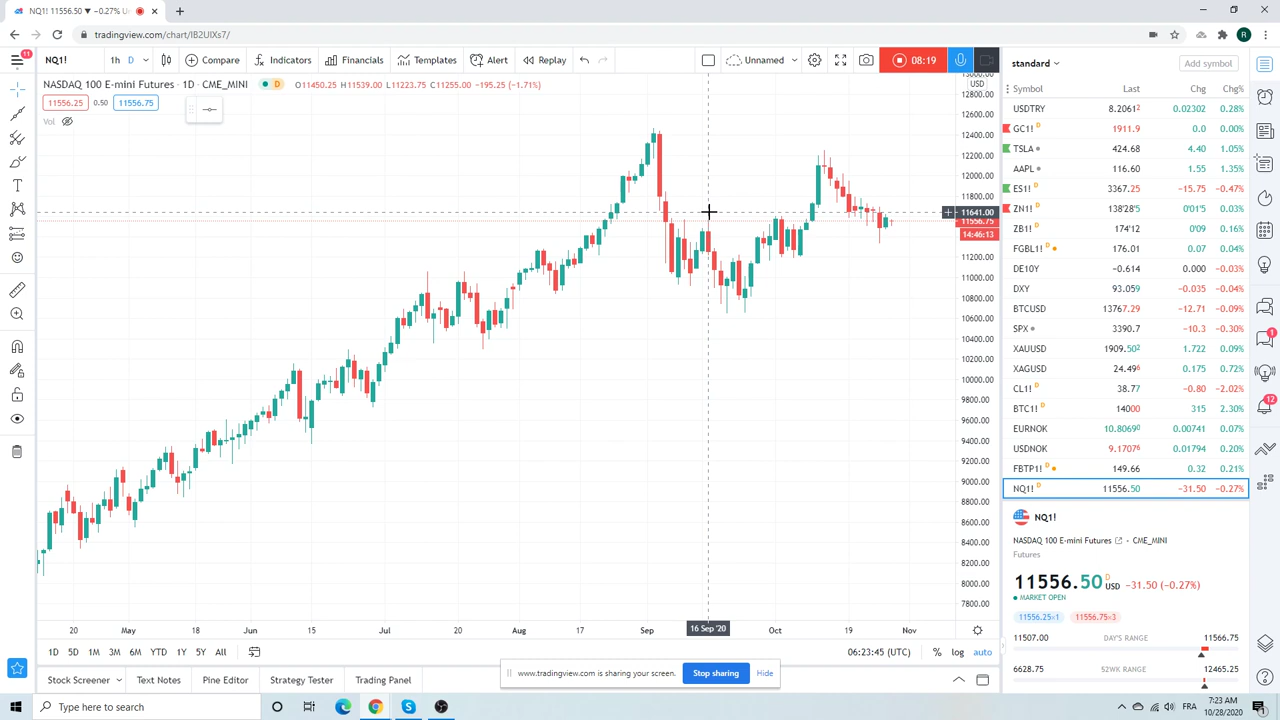 NQ1! 11556.50 ▼ −0.27% U
tradingview.com/chart/IB2UIXs7/
11
NQ1!
1h D
Compare
Indicators
Financials
Templates
Alert
Replay
Unnamed
08:19
NASDAQ 100 E-mini Futures · 1D · CME_MINI
D
O11450.25 H11539.00 L11223.75 C11255.00 −195.25 (−1.71%)
11556.25 0.50 11556.75
Vol
USD
13000.00
12800.00
12600.00
12400.00
12200.00
12000.00
11800.00
11641.00
11556.75
14:46:13
11200.00
11000.00
10800.00
10600.00
10400.00
10200.00
10000.00
9800.00
9600.00
9400.00
9200.00
9000.00
8800.00
8600.00
8400.00
8200.00
8000.00
7800.00
20 May 18 Jun 15 Jul 20 Aug 17 Sep 16 Sep '20 Oct 19 Nov
1D 5D 1M 3M 6M YTD 1Y 5Y All
06:23:45 (UTC) % log auto
Stock Screener Text Notes Pine Editor Strategy Tester Trading Panel
www.tradingview.com is sharing your screen. Stop sharing Hide
standard Add symbol
Symbol Last Chg Chg%
USDTRY 8.2061² 0.02302 0.28%
GC1! D 1911.9 0.0 0.00%
TSLA 424.68 4.40 1.05%
AAPL 116.60 1.55 1.35%
ES1! D 3367.25 −15.75 −0.47%
ZN1! D 138'28'5 0'01'5 0.03%
ZB1! D 174'12 0'09 0.16%
FGBL1! D 176.01 0.07 0.04%
DE10Y −0.614 0.000 −0.03%
DXY 93.059 −0.035 −0.04%
BTCUSD 13767.29 −12.71 −0.09%
SPX 3390.7 −10.3 −0.30%
XAUUSD 1909.50² 1.722 0.09%
XAGUSD 24.49⁶ 0.175 0.72%
CL1! D 38.77 −0.80 −2.02%
BTC1! D 14000 315 2.30%
EURNOK 10.8069⁰ 0.00741 0.07%
USDNOK 9.1707⁶ 0.01794 0.20%
FBTP1! D 149.66 0.32 0.21%
NQ1! D 11556.50 −31.50 −0.27%
NQ1!
NASDAQ 100 E-mini Futures · CME_MINI
Futures
11556.50 D USD −31.50 (−0.27%)
MARKET OPEN
11556.25×1 11556.75×3
11507.00 DAY'S RANGE 11566.75
6628.75 52WK RANGE 12465.25
1
12
R
Type here to search
FRA
7:23 AM
10/28/2020
1